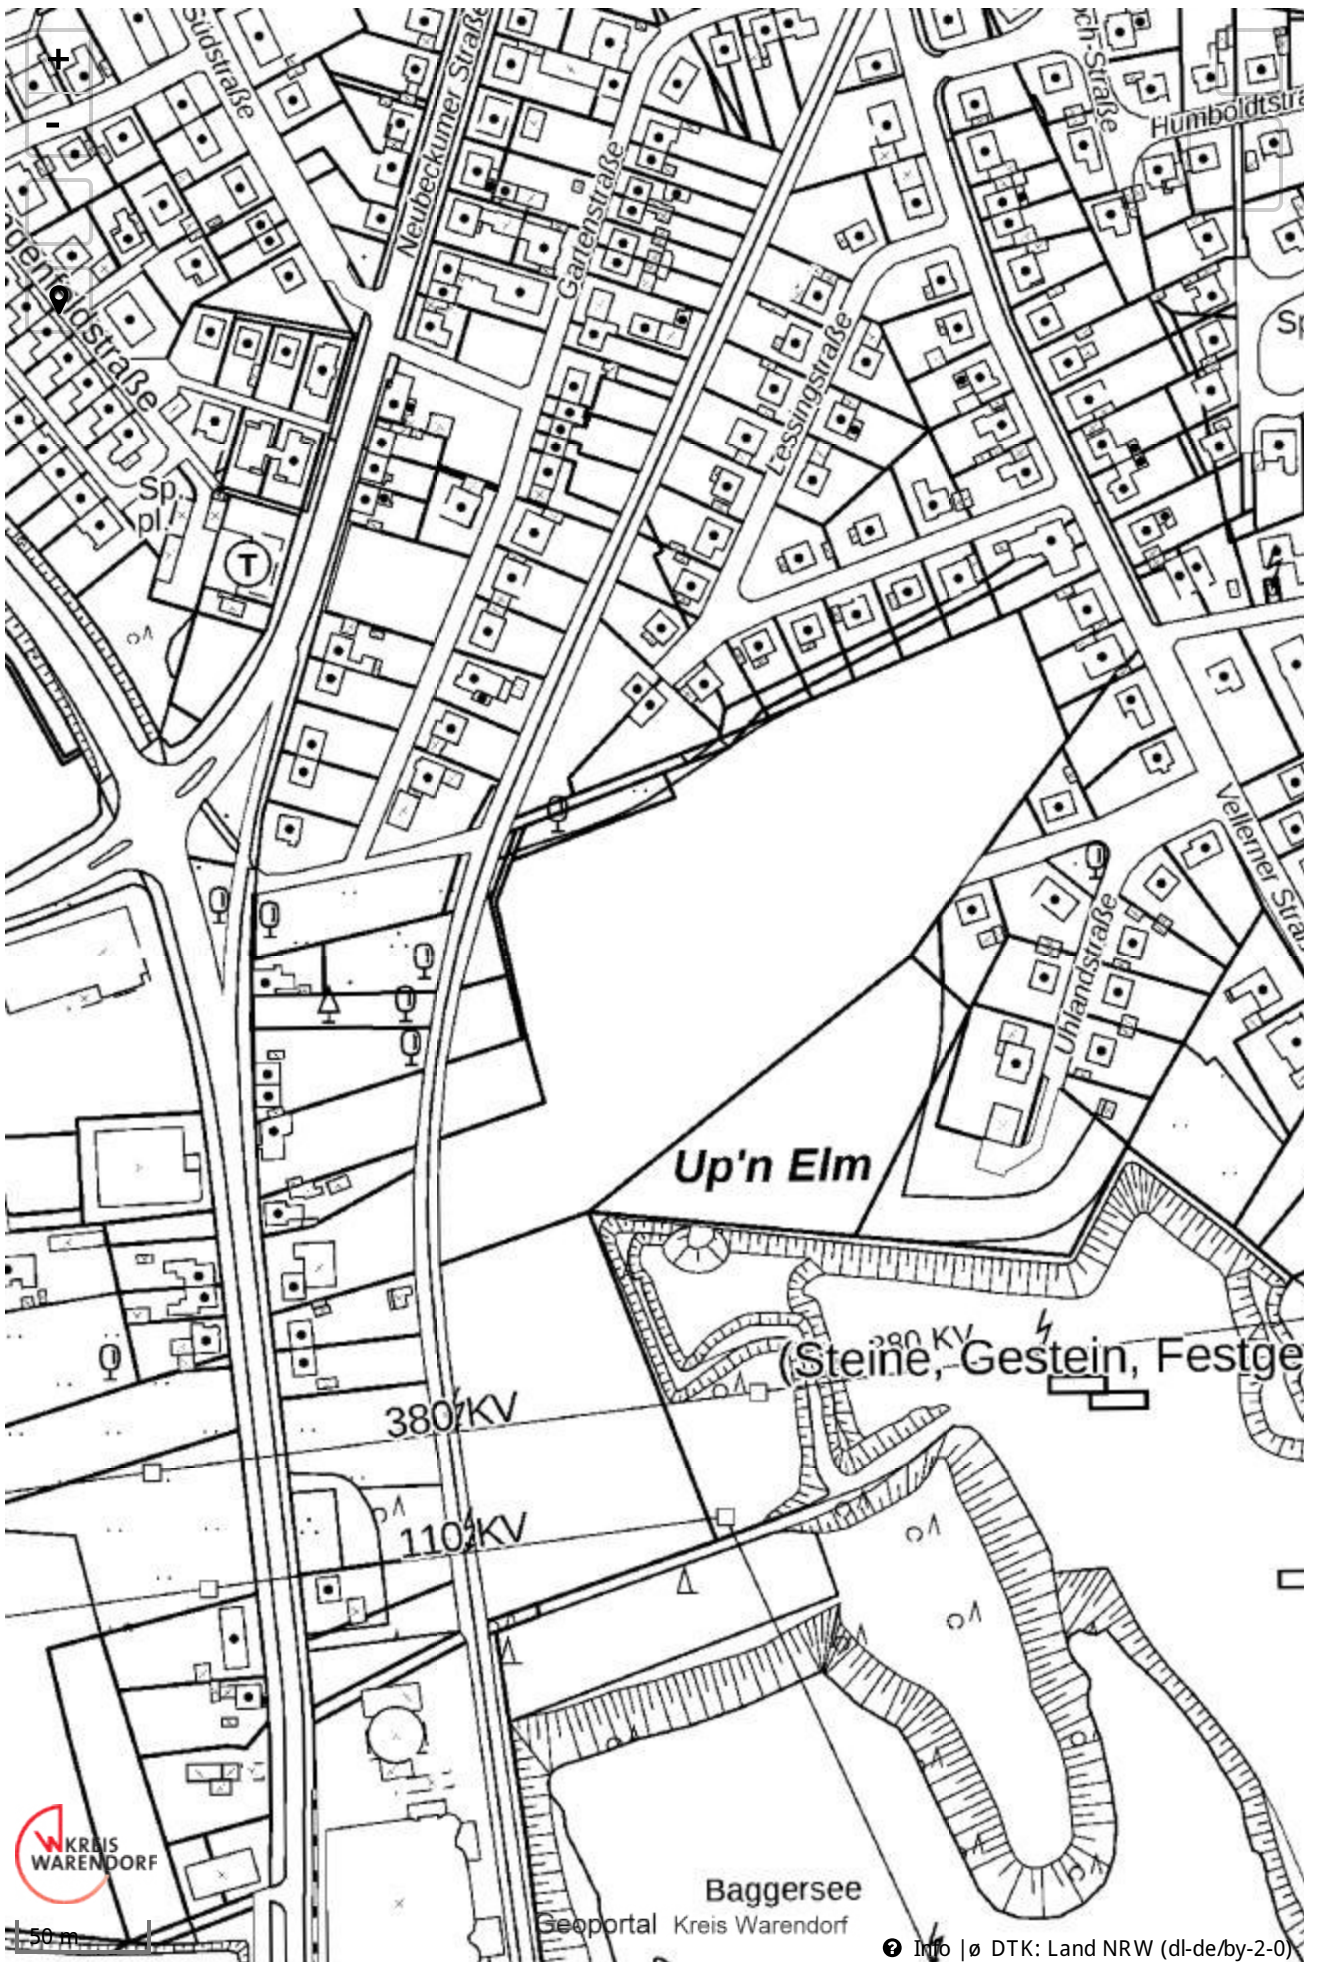 +
-
Südstraße
Neubeckumer Straße
Gartenstraße
Humboldtstra
Sp
Lessingstraße
Sp.
pl.
T
Vellerner Straß
Uhlandstraße
Up'n Elm
380 KV
(Steine, Gestein, Festge
380 KV
110 KV
KREIS
WARENDORF
Baggersee
50 m
Geoportal Kreis Warendorf
Info | ø DTK: Land NRW (dl-de/by-2-0)